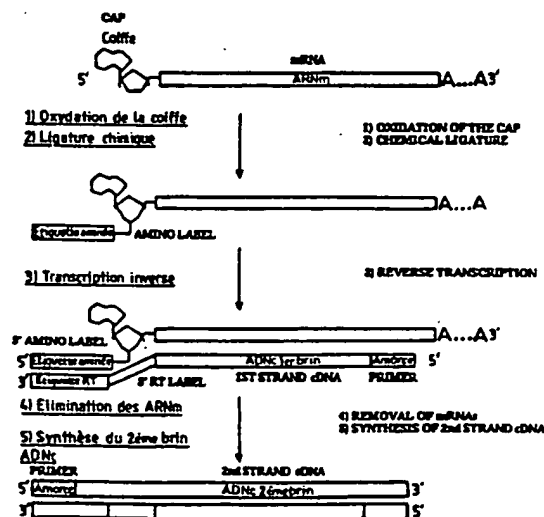 CAP
Coiffe
mRNA
5' ARNm A...A3'
1) Oxydation de la coiffe
2) Ligature chimique
1) OXIDATION OF THE CAP
2) CHEMICAL LIGATURE
A...A
Etiquette aminée AMINO LABEL
3) Transcription inverse
3) REVERSE TRANSCRIPTION
A...A3'
5' AMINO LABEL
5' Etiquette aminée ADNc 1er brin Amorce 5'
3' Etiquette RT 3' RT LABEL 1ST STRAND cDNA PRIMER
4) Elimination des ARNm
4) REMOVAL OF mRNAs
5) Synthèse du 2ème brin
ADNc
5) SYNTHESIS OF 2nd STRAND cDNA
PRIMER 2nd STRAND cDNA
5' Amorce ADNc 2ème brin 3'
3' 5'